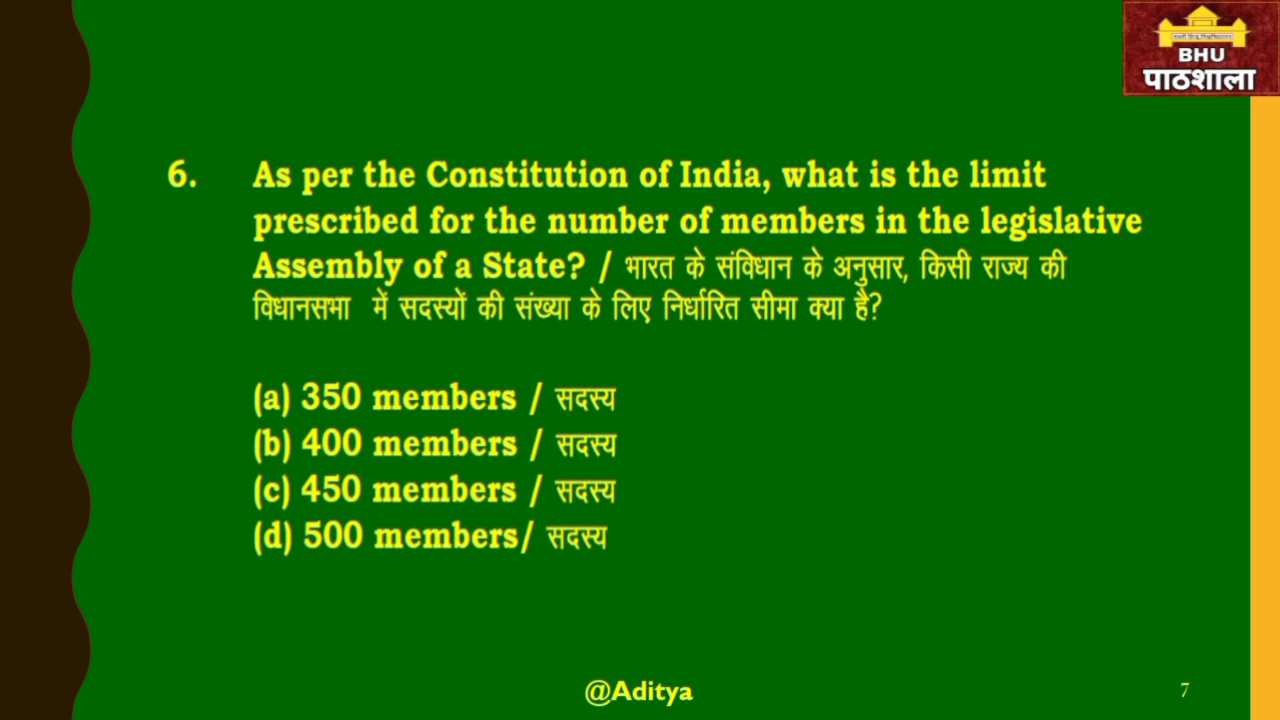 BHU
पाठशाला
6. As per the Constitution of India, what is the limit
prescribed for the number of members in the legislative
Assembly of a State? / भारत के संविधान के अनुसार, किसी राज्य की
विधानसभा में सदस्यों की संख्या के लिए निर्धारित सीमा क्या है?
(a) 350 members / सदस्य
(b) 400 members / सदस्य
(c) 450 members / सदस्य
(d) 500 members/ सदस्य
@Aditya
7